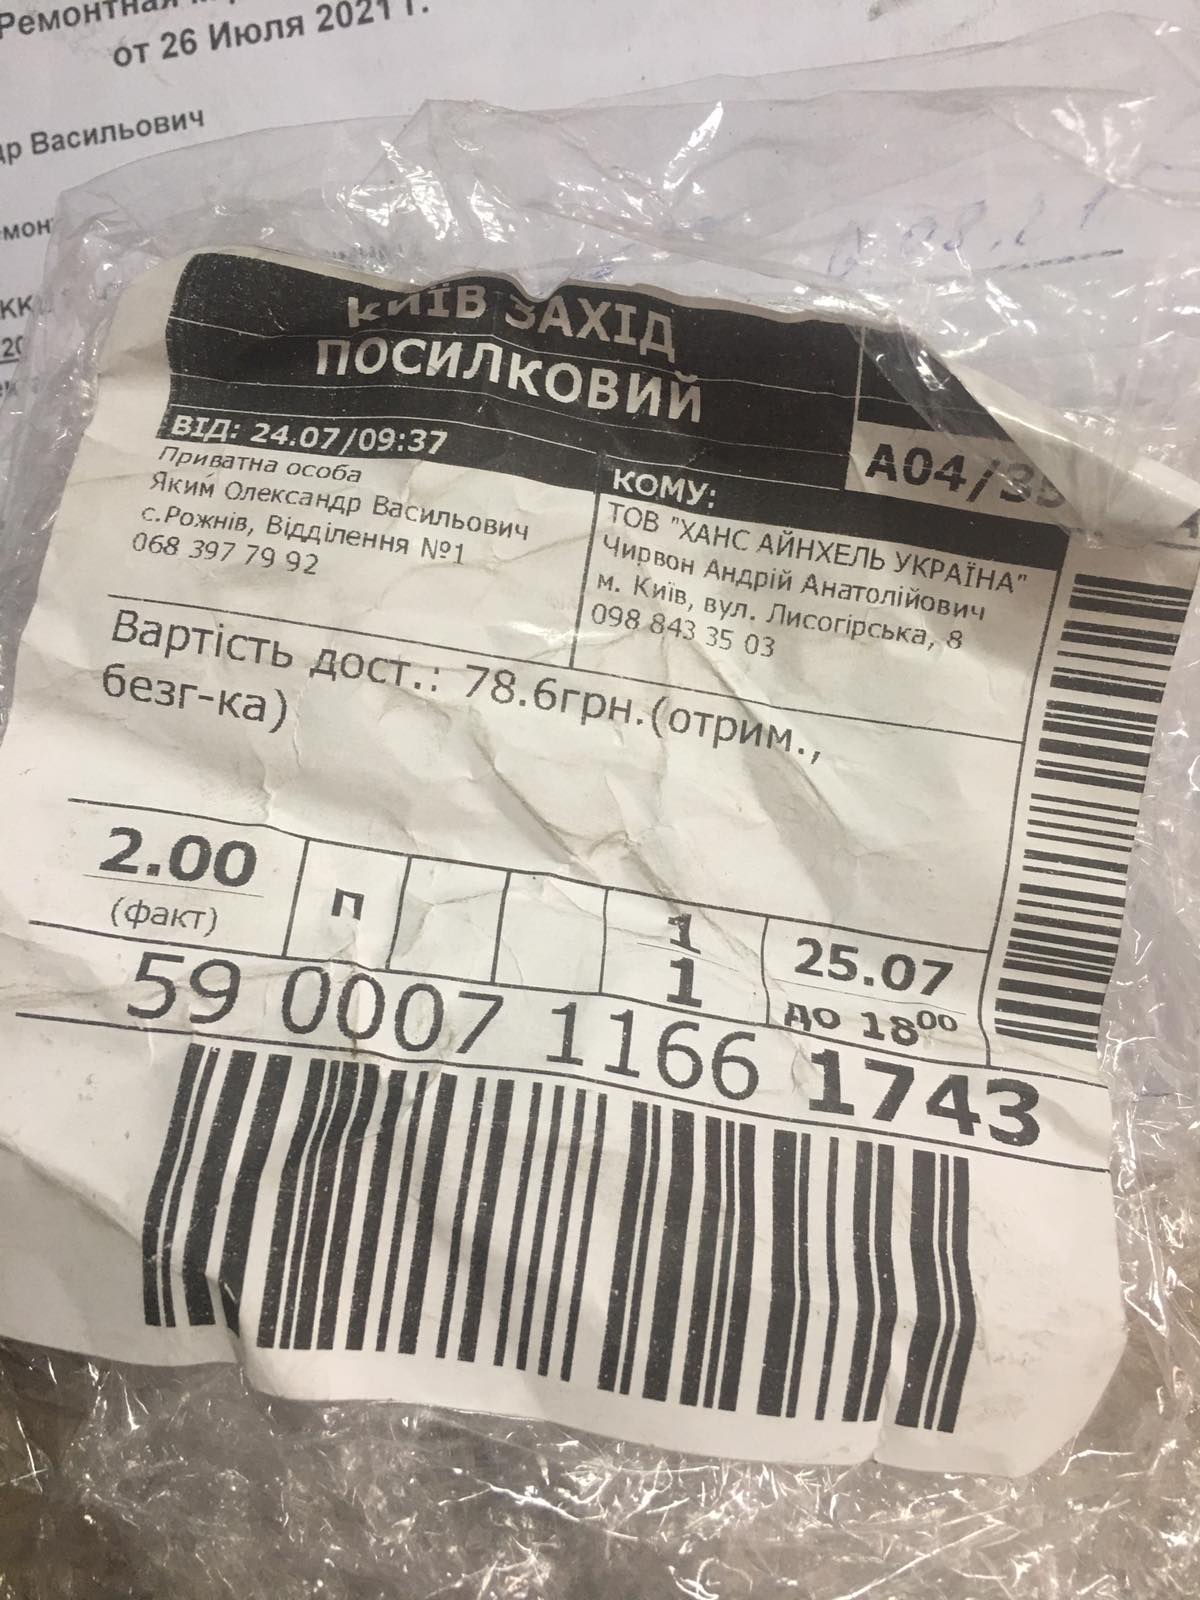 Ремонтная
от 26 Июля 2021 г.
Васильович
КИЇВ ЗАХІД
ПОСИЛКОВИЙ
А04/35
ВІД: 24.07/09:37
Приватна особа
Яким Олександр Васильович
с.Рожнів, Відділення №1
068 397 79 92
КОМУ:
ТОВ "ХАНС АЙНХЕЛЬ УКРАЇНА"
Чирвон Андрій Анатолійович
м. Київ, вул. Лисогірська, 8
098 843 35 03
Вартість дост.: 78.6грн.(отрим.,
безг-ка)
2.00
(факт)
П
1
1
25.07
до 18⁰⁰
59 0007 1166 1743